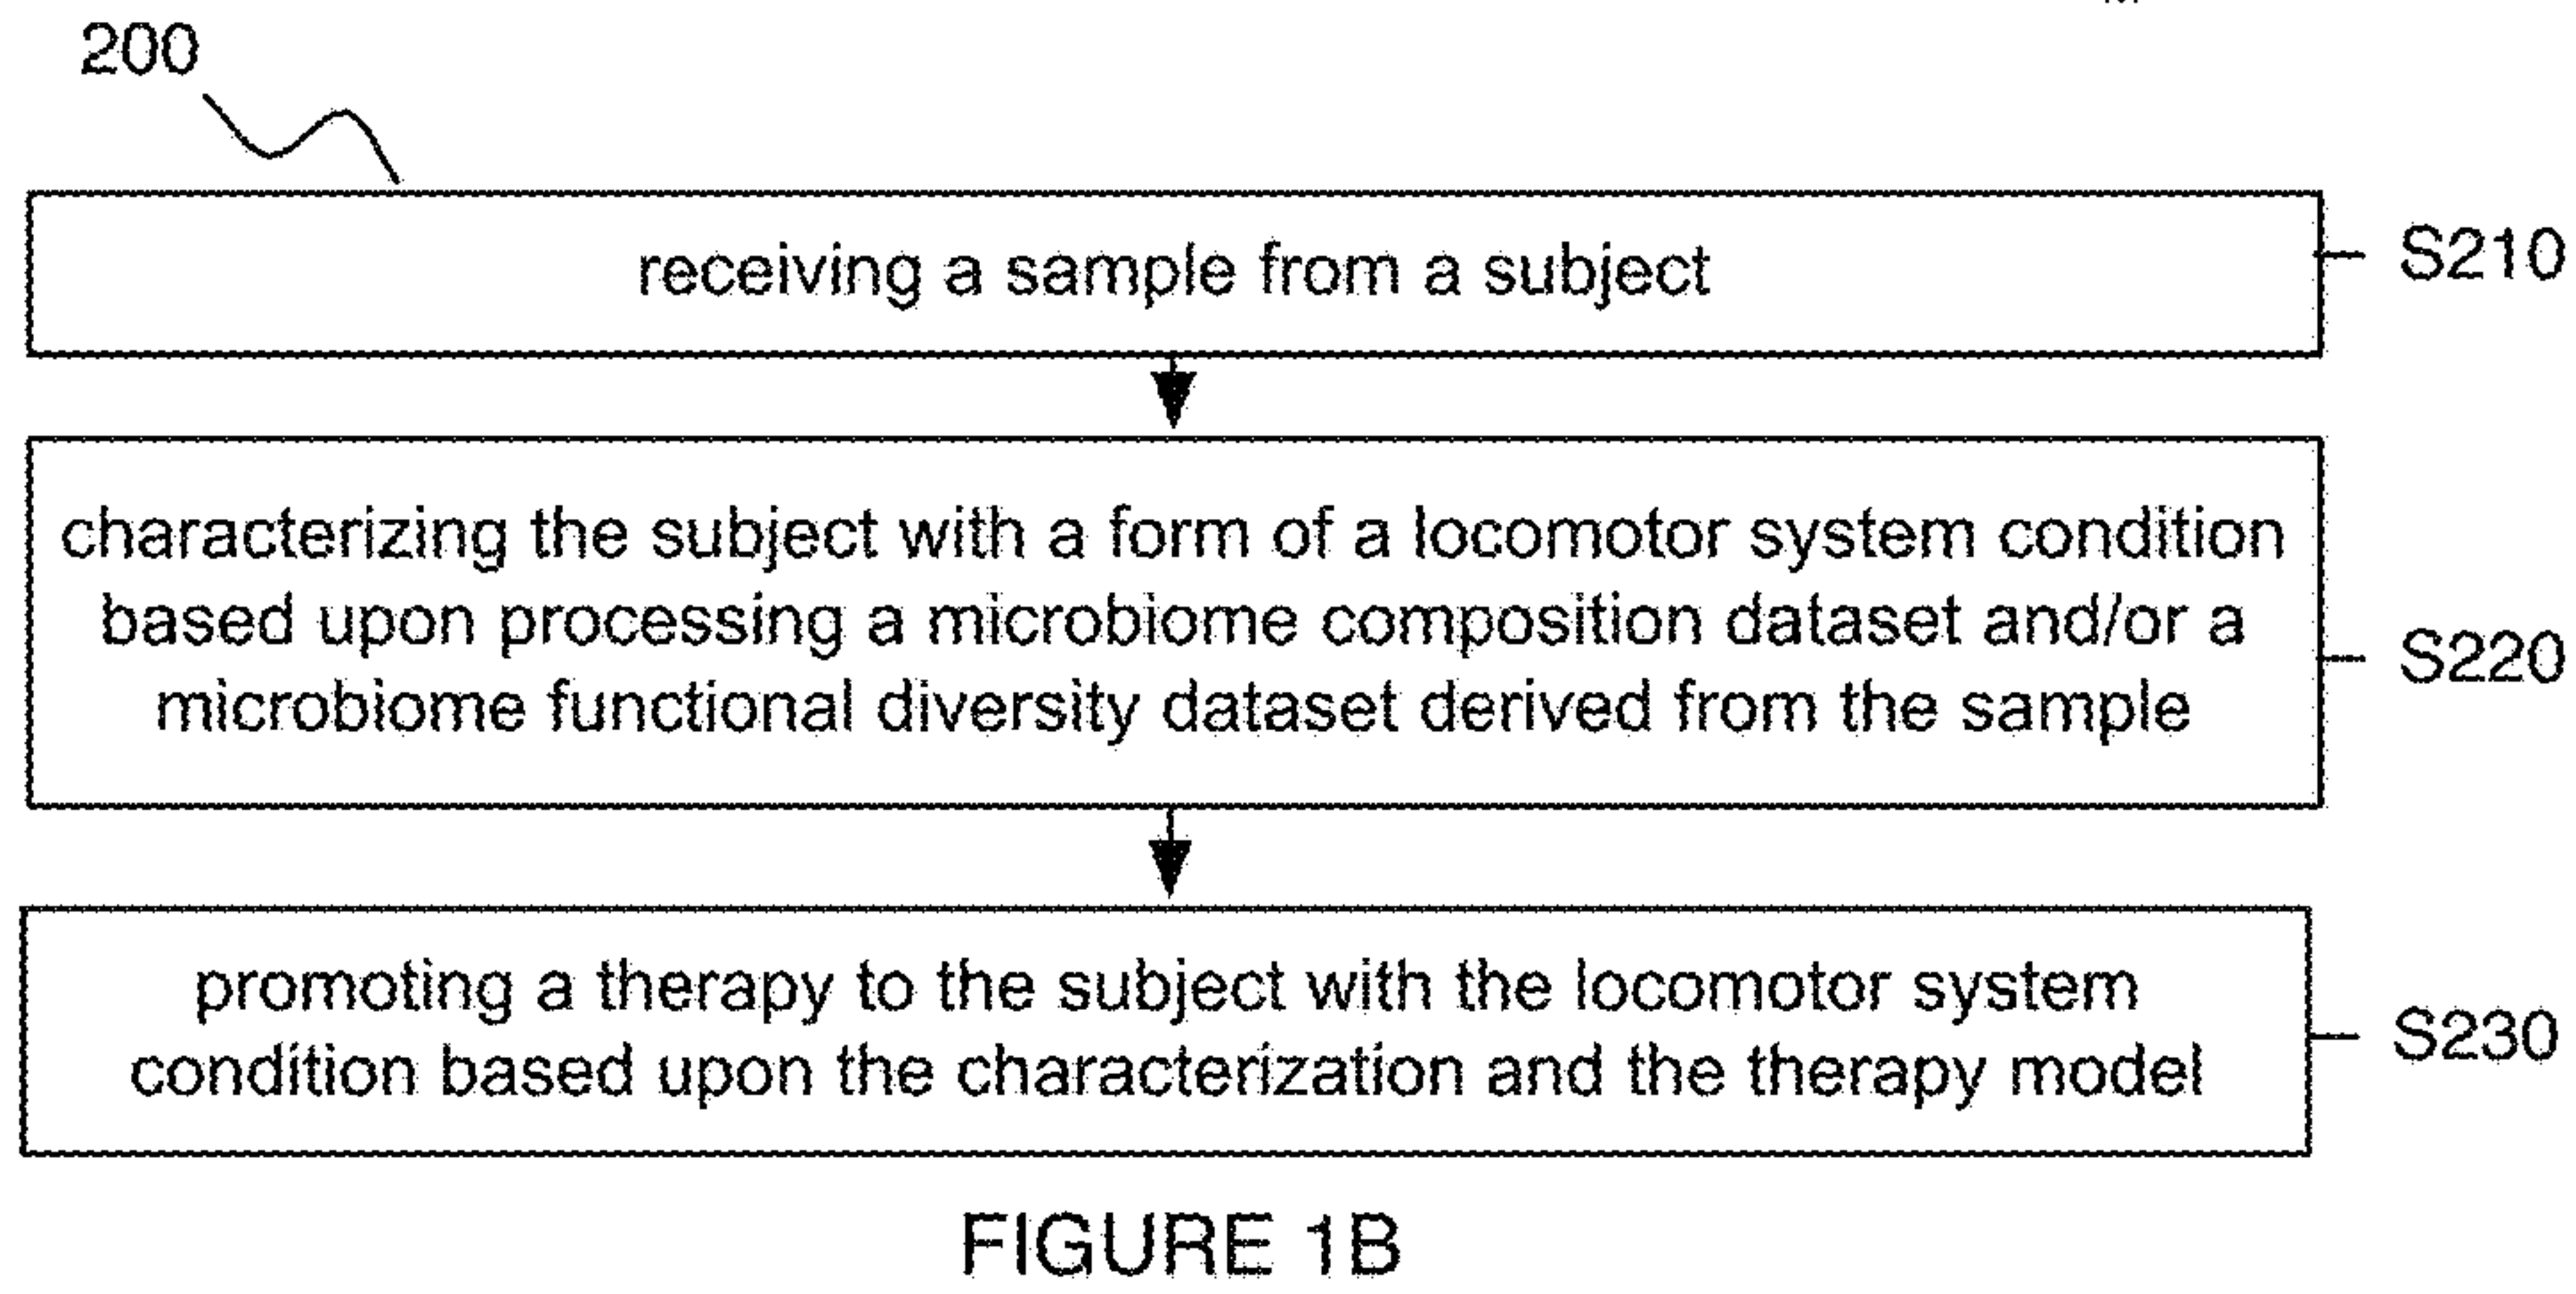 200
receiving a sample from a subject
S210
characterizing the subject with a form of a locomotor system condition
based upon processing a microbiome composition dataset and/or a
microbiome functional diversity dataset derived from the sample
S220
promoting a therapy to the subject with the locomotor system
condition based upon the characterization and the therapy model
S230
FIGURE 1B